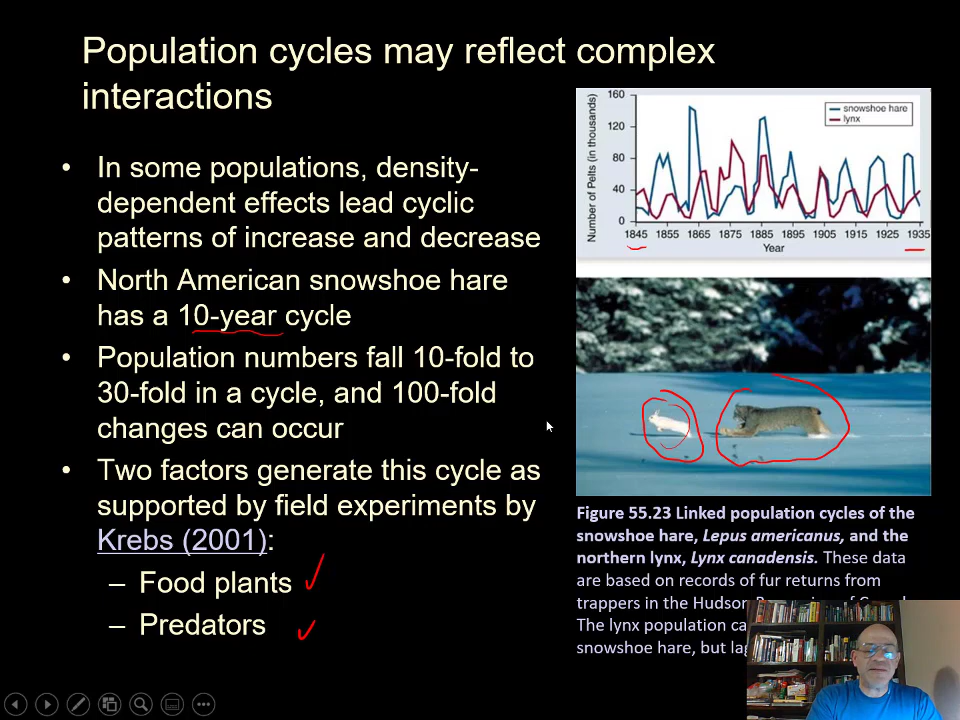 Population cycles may reflect complex
interactions
• In some populations, density-
dependent effects lead cyclic
patterns of increase and decrease
• North American snowshoe hare
has a 10-year cycle
• Population numbers fall 10-fold to
30-fold in a cycle, and 100-fold
changes can occur
• Two factors generate this cycle as
supported by field experiments by
Krebs (2001):
– Food plants
– Predators
Number of Pelts (in thousands)
160
120
80
40
0
snowshoe hare
lynx
1845 1855 1865 1875 1885 1895 1905 1915 1925 1935
Year
Figure 55.23 Linked population cycles of the
snowshoe hare, Lepus americanus, and the
northern lynx, Lynx canadensis. These data
are based on records of fur returns from
trappers in the Hudson
The lynx population
snowshoe hare, but